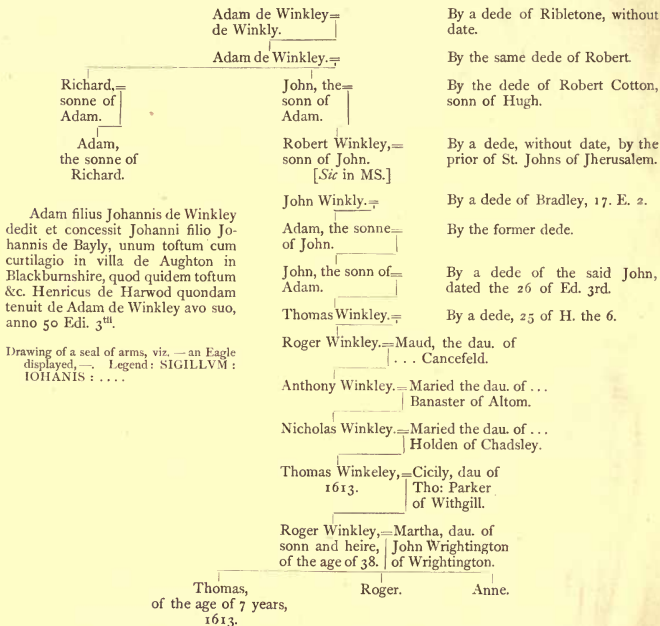 Adam de Winkley=
de Winkly.
By a dede of Ribletone, without
date.
Adam de Winkley.=
By the same dede of Robert.
Richard,=
sonne of
Adam.
John, the=
sonn of
Adam.
By the dede of Robert Cotton,
sonn of Hugh.
Adam,
the sonne of
Richard.
Robert Winkley,=
sonn of John.
[Sic in MS.]
By a dede, without date, by the
prior of St. Johns of Jherusalem.
John Winkly.=
By a dede of Bradley, 17. E. 2.
Adam, the sonne=
of John.
By the former dede.
John, the son of=
Adam.
By a dede of the said John,
dated the 26 of Ed. 3rd.
Thomas Winkley.=
By a dede, 25 of H. the 6.
Adam filius Johannis de Winkley
dedit et concessit Johanni filio Jo-
hannis de Bayly, unum toftum cum
curtilagio in villa de Aughton in
Blackburnshire, quod quidem toftum
&c. Henricus de Harwod quondam
tenuit de Adam de Winkley avo suo,
anno 50 Edi. 3tii.
Drawing of a seal of arms, viz. — an Eagle
displayed, —. Legend: SIGILLVM :
IOHANIS : ....
Roger Winkley.=Maud, the dau. of
... Cancefeld.
Anthony Winkley.=Maried the dau. of ...
Banaster of Altom.
Nicholas Winkley.=Maried the dau. of ...
Holden of Chadsley.
Thomas Winkeley,=Cicily, dau of
1613. Tho: Parker
of Withgill.
Roger Winkley,=Martha, dau. of
sonn and heire, John Wrightington
of the age of 38. of Wrightington.
Thomas,
of the age of 7 years,
1613.
Roger.
Anne.